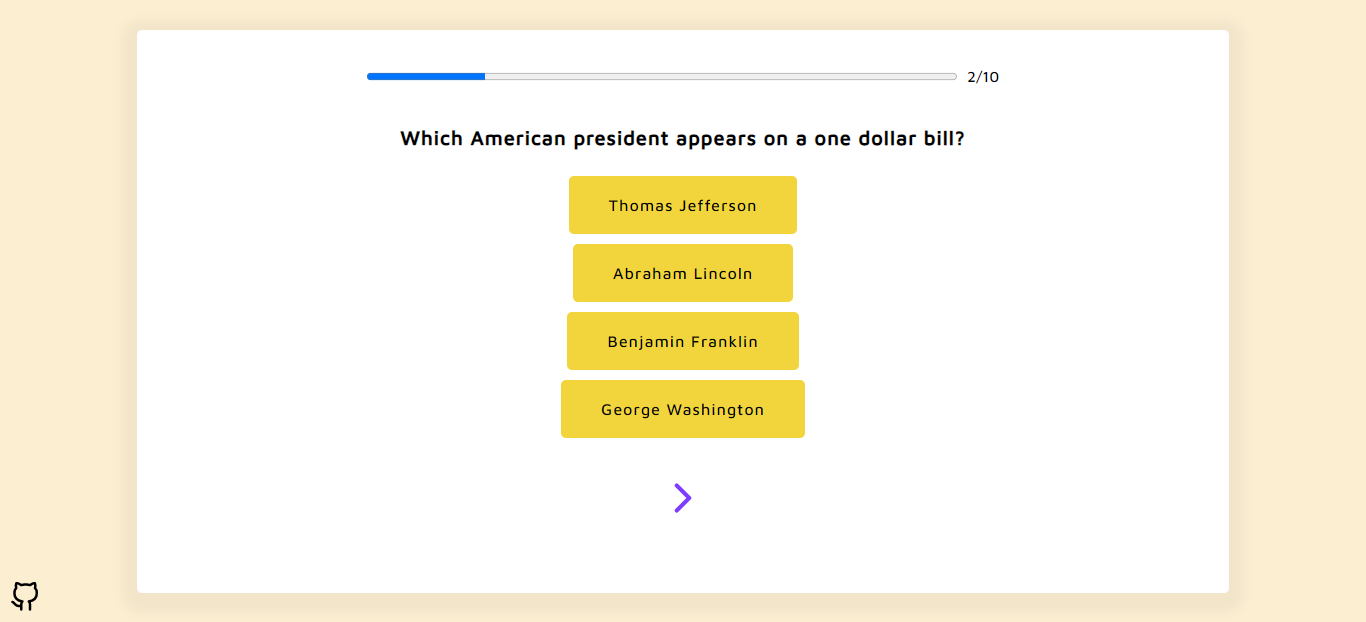 2/10
Which American president appears on a one dollar bill?
Thomas Jefferson
Abraham Lincoln
Benjamin Franklin
George Washington